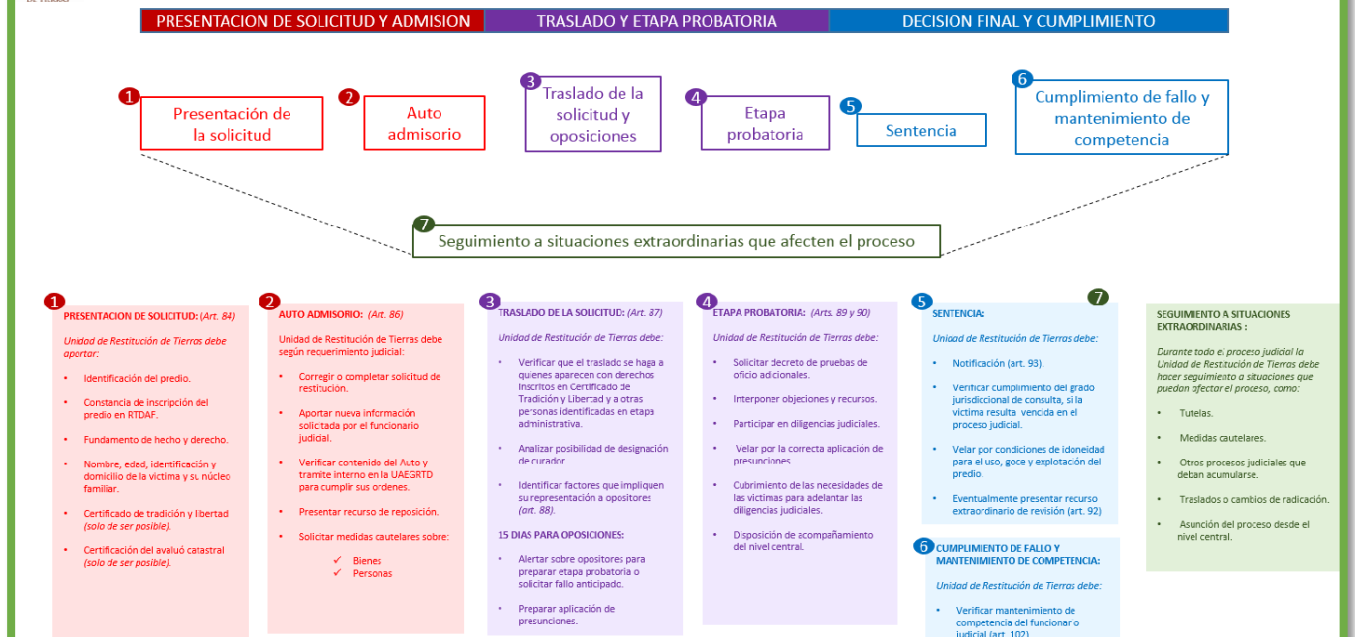 PRESENTACION DE SOLICITUD Y ADMISION
TRASLADO Y ETAPA PROBATORIA
DECISION FINAL Y CUMPLIMIENTO
1
Presentación de
la solicitud
2
Auto
admisorio
3
Traslado de la
solicitud y
oposiciones
4
Etapa
probatoria
5
Sentencia
6
Cumplimiento de fallo y
mantenimiento de
competencia
7
Seguimiento a situaciones extraordinarias que afecten el proceso
1
PRESENTACION DE SOLICITUD: (Art. 84)
Unidad de Restitución de Tierras debe
aportar:
• Identificación del predio.
• Constancia de inscripción del
predio en RTDAF.
• Fundamento de hecho y derecho.
• Nombre, edad, identificación y
domicilio de la victima y su núcleo
familiar.
• Certificado de tradición y libertad
(solo de ser posible).
• Certificación del avaluó catastral
(solo de ser posible).
2
AUTO ADMISORIO: (Art. 86)
Unidad de Restitución de Tierras debe
según recuerimiento judicial:
• Corregir o completar solicitud de
restitución.
• Aportar nueva información
solicitada por el funcionario
judicial.
• Verificar contenido del Auto y
tramite interno en la UAEGRTD
para cumplir sus ordenes.
• Presentar recurso de reposición.
• Solicitar medidas cautelares sobre:
✓ Bienes
✓ Personas
3
TRASLADO DE LA SOLICITUD: (Art. 87)
Unidad de Restitución de Tierras debe:
• Verificar que el traslado se haga a
quienes aparecen con derechos
inscritos en Certificado de
Tradición y Libertad y a otras
personas identificadas en etapa
administrativa.
• Analizar posibilidad de designación
de curador
• Identificar factores que impliquen
su representación a opositores
(art. 88).
15 DIAS PARA OPOSICIONES:
• Alertar sobre opositores para
preparar etapa probatoria o
solicitar fallo anticipado.
• Preparar aplicación de
presunciones.
4
ETAPA PROBATORIA: (Arts. 89 y 90)
Unidad de Restitución de Tierras debe:
• Solicitar decreto de pruebas de
oficio adicionales.
• Interponer objeciones y recursos.
• Participar en diligencias judiciales.
• Velar por la correcta aplicación de
presunciones
• Cubrimiento de las necesidades de
las victimas para adelantar las
diligencias judiciales.
• Disposición de acompañamiento
del nivel central.
5
SENTENCIA:
Unidad de Restitución de Tierras debe:
• Notificación (art. 93)
• Verificar cumplimiento del grado
jurisdiccional de consulta, si la
victima resulta vencida en el
proceso judicial.
• Velar por condiciones de idoneidad
para el uso, goce y explotación del
predio
• Eventualmente presentar recurso
extraordinario de revisión (art. 92)
6
CUMPLIMIENTO DE FALLO Y
MANTENIMIENTO DE COMPETENCIA:
Unidad de Restitución de Tierras debe:
• Verificar mantenimiento de
competencia del funcionario
judicial (art. 102)
7
SEGUIMIENTO A SITUACIONES
EXTRAORDINARIAS :
Durante todo el proceso judicial la
Unidad de Restitución de Tierras debe
hacer seguimiento a situaciones que
puedan afectar el proceso, como:
• Tutelas.
• Medidas cautelares.
• Otros procesos judiciales que
deban acumularse.
• Traslados o cambios de radicación.
• Asunción del proceso desde el
nivel central.